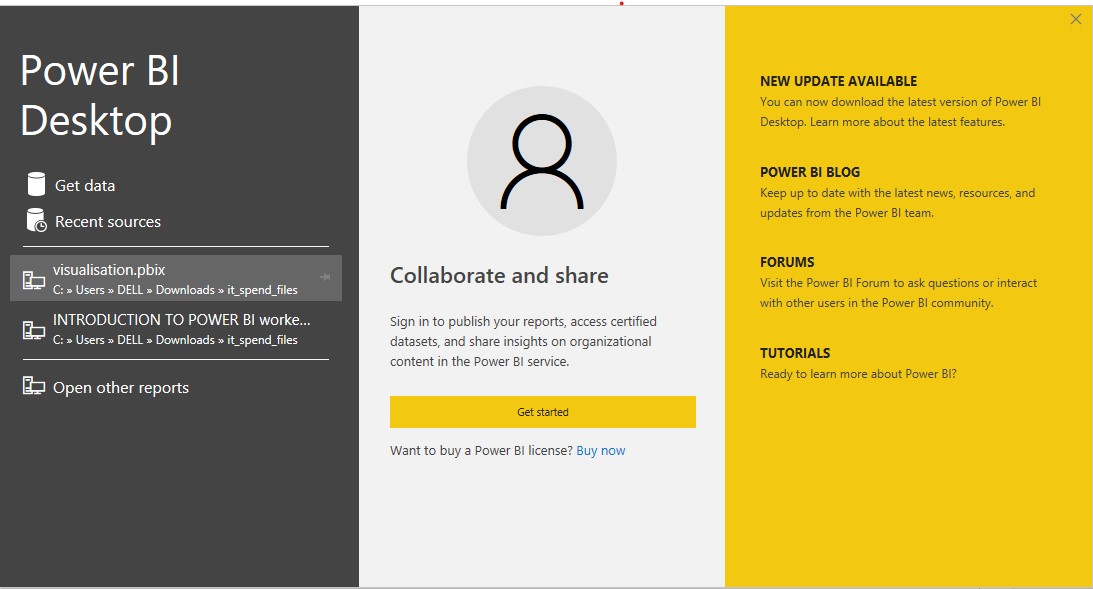 Power BI
Desktop
Get data
Recent sources
visualisation.pbix
C: » Users » DELL » Downloads » it_spend_files
INTRODUCTION TO POWER BI worke...
C: » Users » DELL » Downloads » it_spend_files
Open other reports
Collaborate and share
Sign in to publish your reports, access certified
datasets, and share insights on organizational
content in the Power BI service.
Get started
Want to buy a Power BI license? Buy now
NEW UPDATE AVAILABLE
You can now download the latest version of Power BI
Desktop. Learn more about the latest features.
POWER BI BLOG
Keep up to date with the latest news, resources, and
updates from the Power BI team.
FORUMS
Visit the Power BI Forum to ask questions or interact
with other users in the Power BI community.
TUTORIALS
Ready to learn more about Power BI?